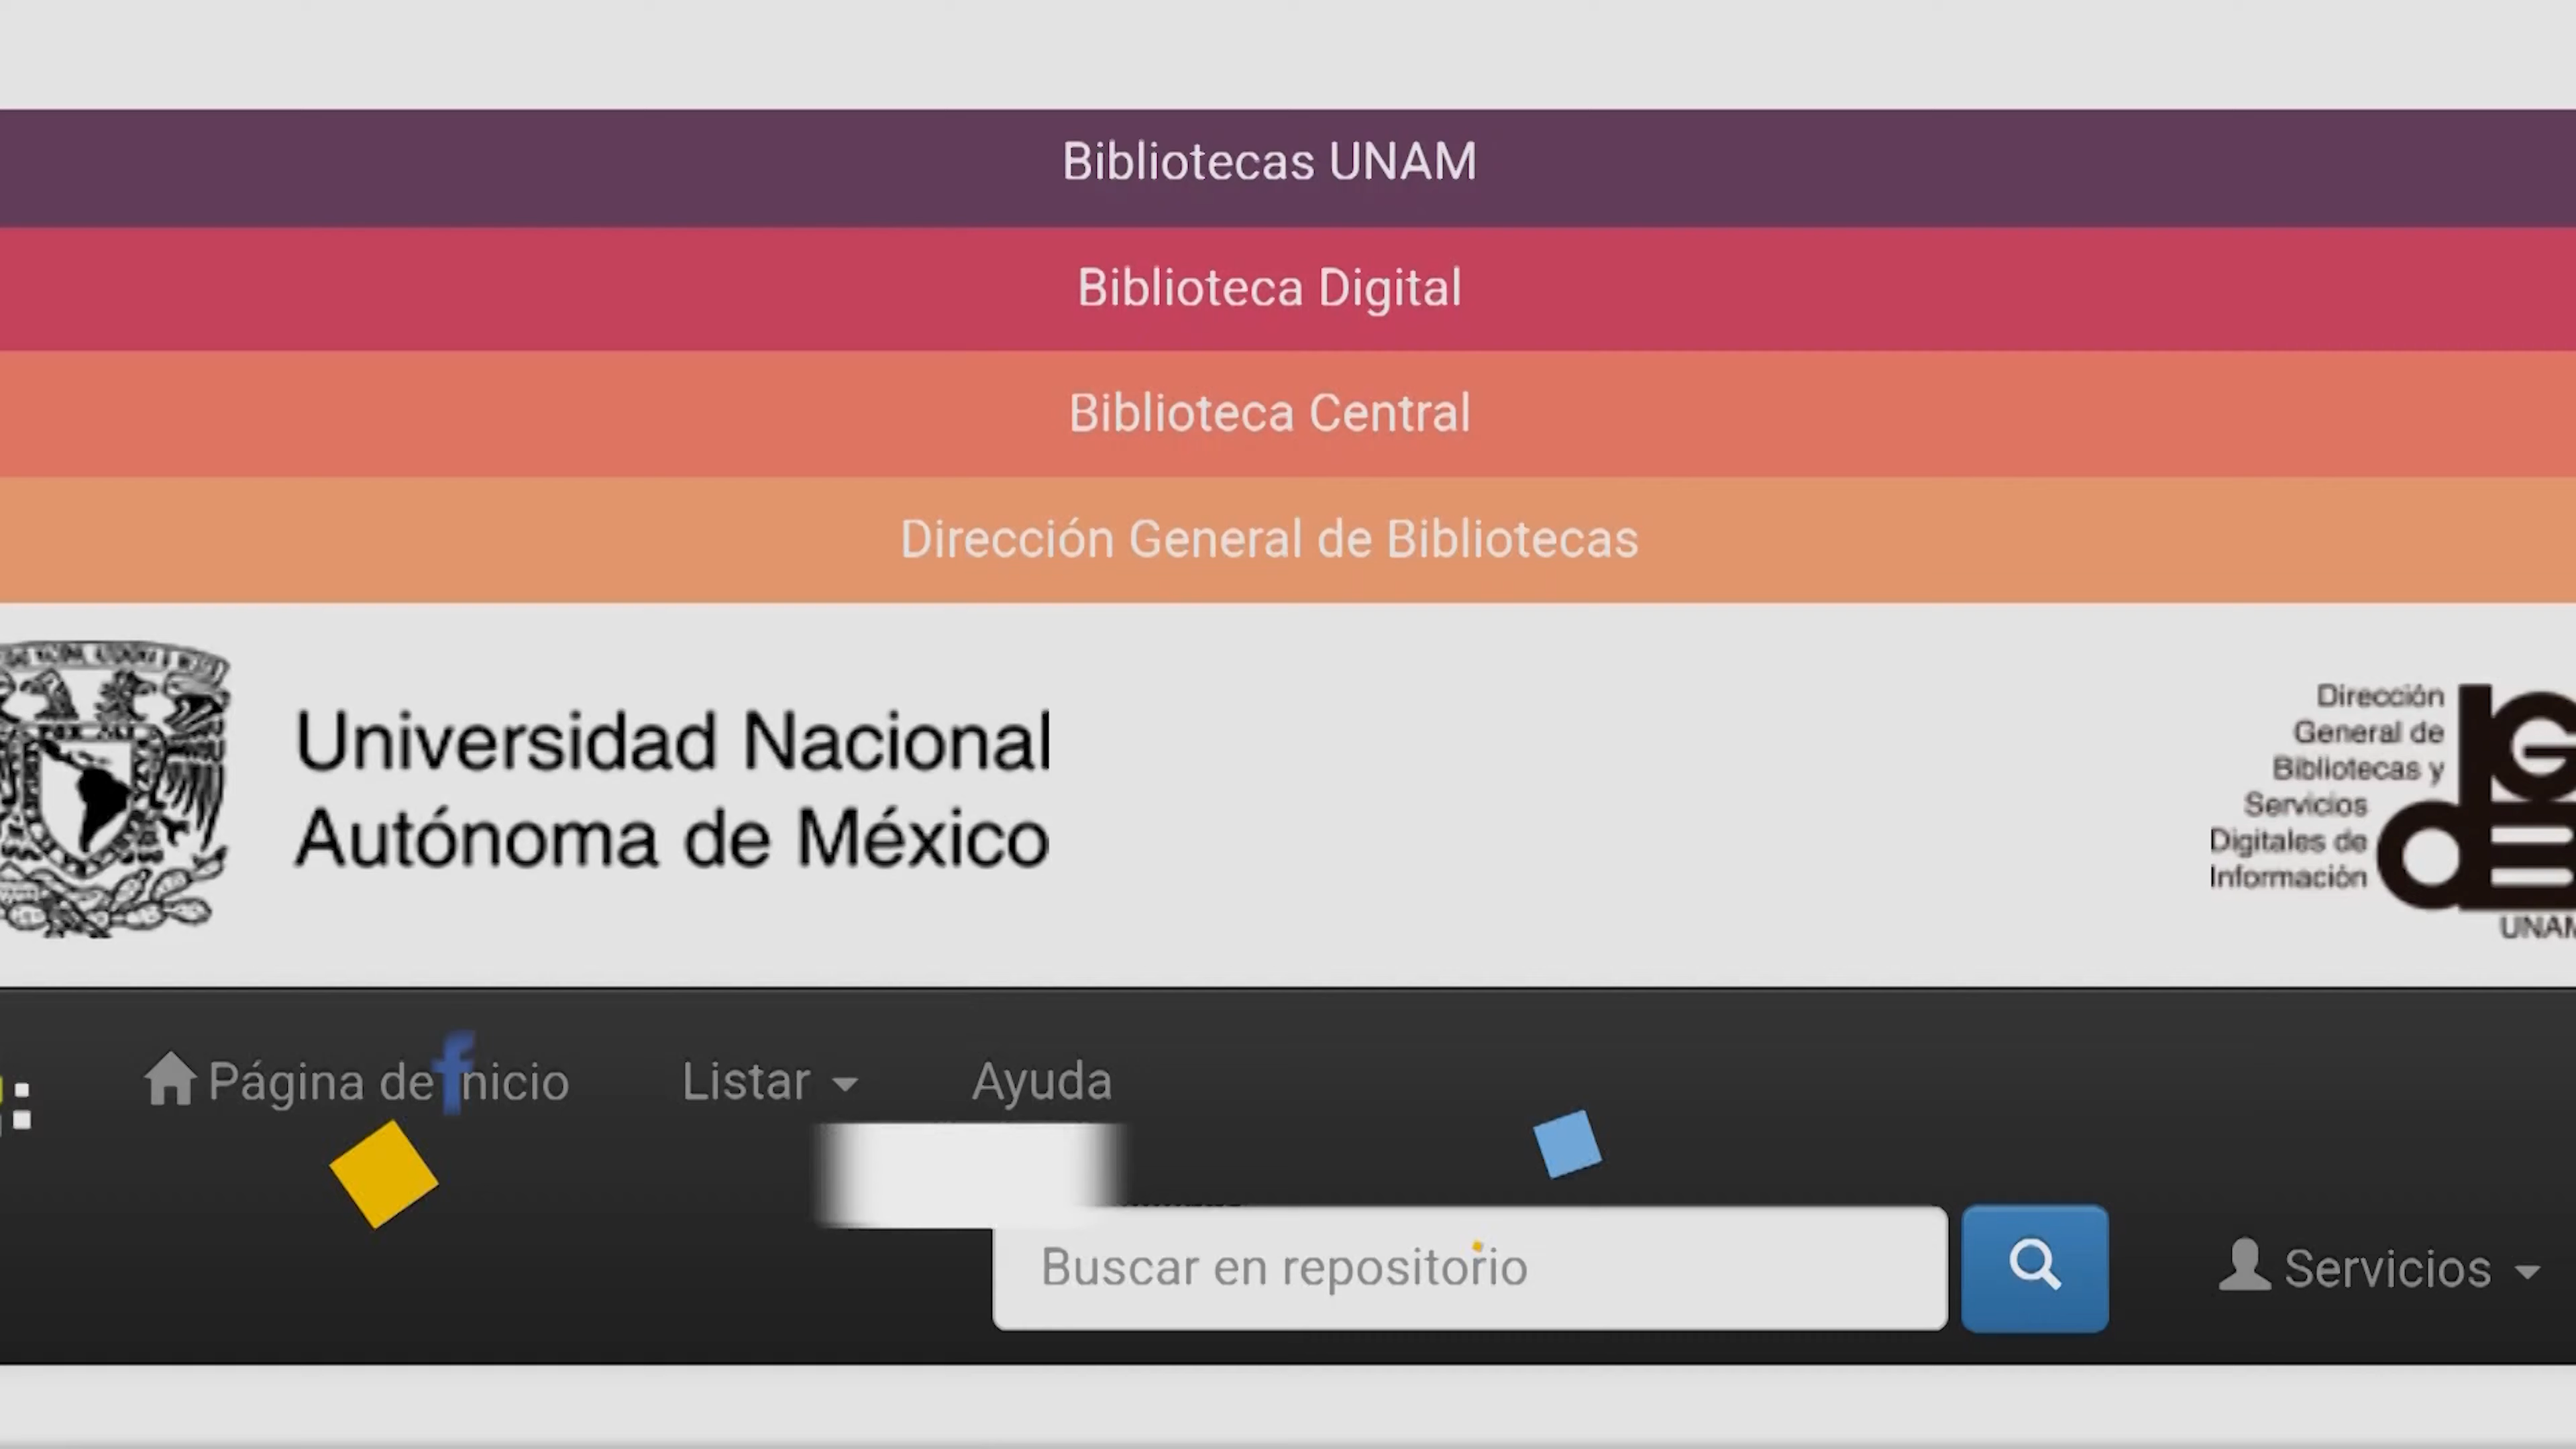 Bibliotecas UNAM
Biblioteca Digital
Biblioteca Central
Dirección General de Bibliotecas
Universidad Nacional
Autónoma de México
Dirección
General de
Bibliotecas y
Servicios
Digitales de
Información
UNAM
Página de nicio
Listar
Ayuda
Buscar en repositorio
Servicios